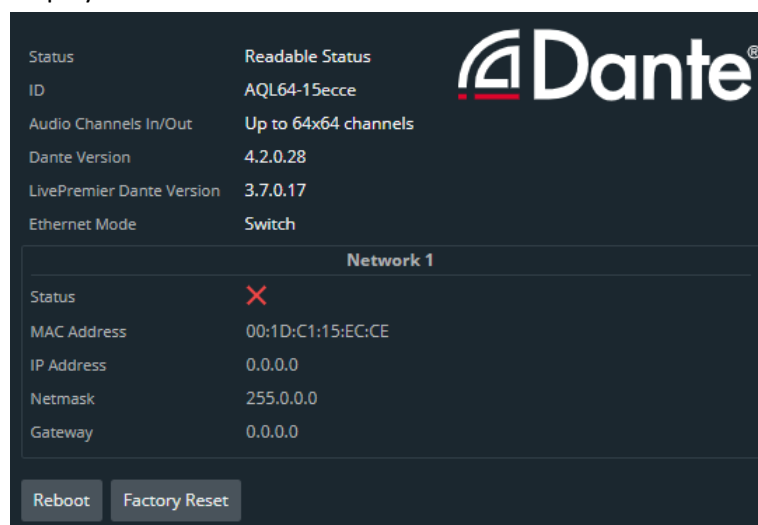 Status Readable Status
Dante®
ID AQL64-15ecce
Audio Channels In/Out Up to 64x64 channels
Dante Version 4.2.0.28
LivePremier Dante Version 3.7.0.17
Ethernet Mode Switch
Network 1
Status
MAC Address 00:1D:C1:15:EC:CE
IP Address 0.0.0.0
Netmask 255.0.0.0
Gateway 0.0.0.0
Reboot Factory Reset